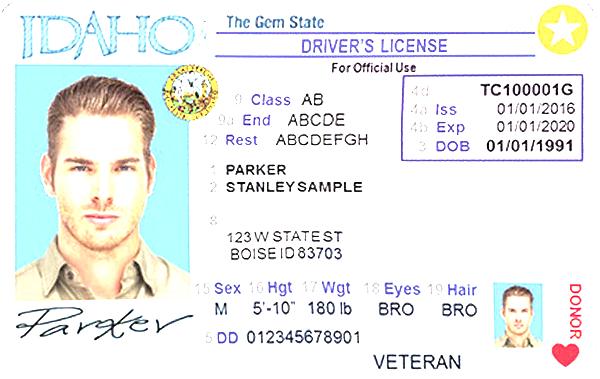 IDAHO
The Gem State
DRIVER'S LICENSE
For Official Use
4d TC100001G
4a Iss 01/01/2016
4b Exp 01/01/2020
3 DOB 01/01/1991
9 Class AB
9a End ABCDE
12 Rest ABCDEFGH
1 PARKER
2 STANLEYSAMPLE
8
123 W STATE ST
BOISE ID 83703
15 Sex 16 Hgt 17 Wgt 18 Eyes 19 Hair
M 5'-10" 180 lb BRO BRO
5 DD 012345678901
Parker
VETERAN
DONOR